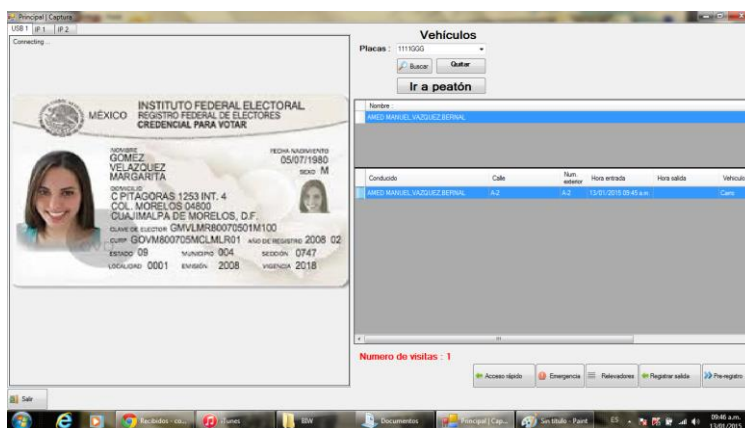 Principal | Captura
USB 1 IP 1 IP 2
Connecting ...
MÉXICO
INSTITUTO FEDERAL ELECTORAL
REGISTRO FEDERAL DE ELECTORES
CREDENCIAL PARA VOTAR
NOMBRE
GOMEZ
VELAZQUEZ
MARGARITA
FECHA NACIMIENTO
05/07/1980
SEXO M
DOMICILIO
C PITAGORAS 1253 INT. 4
COL. MORELOS 04800
CUAJIMALPA DE MORELOS, D.F.
CLAVE DE ELECTOR GMVLMR80070501M100
CURP GOVM800705MCLMLR01 AÑO DE REGISTRO 2008 02
ESTADO 09 MUNICIPIO 004 SECCIÓN 0747
LOCALIDAD 0001 EMISIÓN 2008 VIGENCIA 2018
Salir
Vehículos
Placas : 1111GGG
Buscar Quitar
Ir a peatón
Nombre :
AMED MANUEL,VAZQUEZ,BERNAL
Conducido Calle Num. exterior Hora entrada Hora salida Vehiculo
AMED MANUEL,VAZQUEZ,BERNAL A-2 A-2 13/01/2015 09:45 a.m. Carro
Numero de visitas : 1
Acceso rápido Emergencia Relevadores Registrar salida Pre-registro
Recibidos - co... iTunes BBW Documentos Principal | Cap... Sin título - Paint ES 09:46 a.m.
13/01/2015